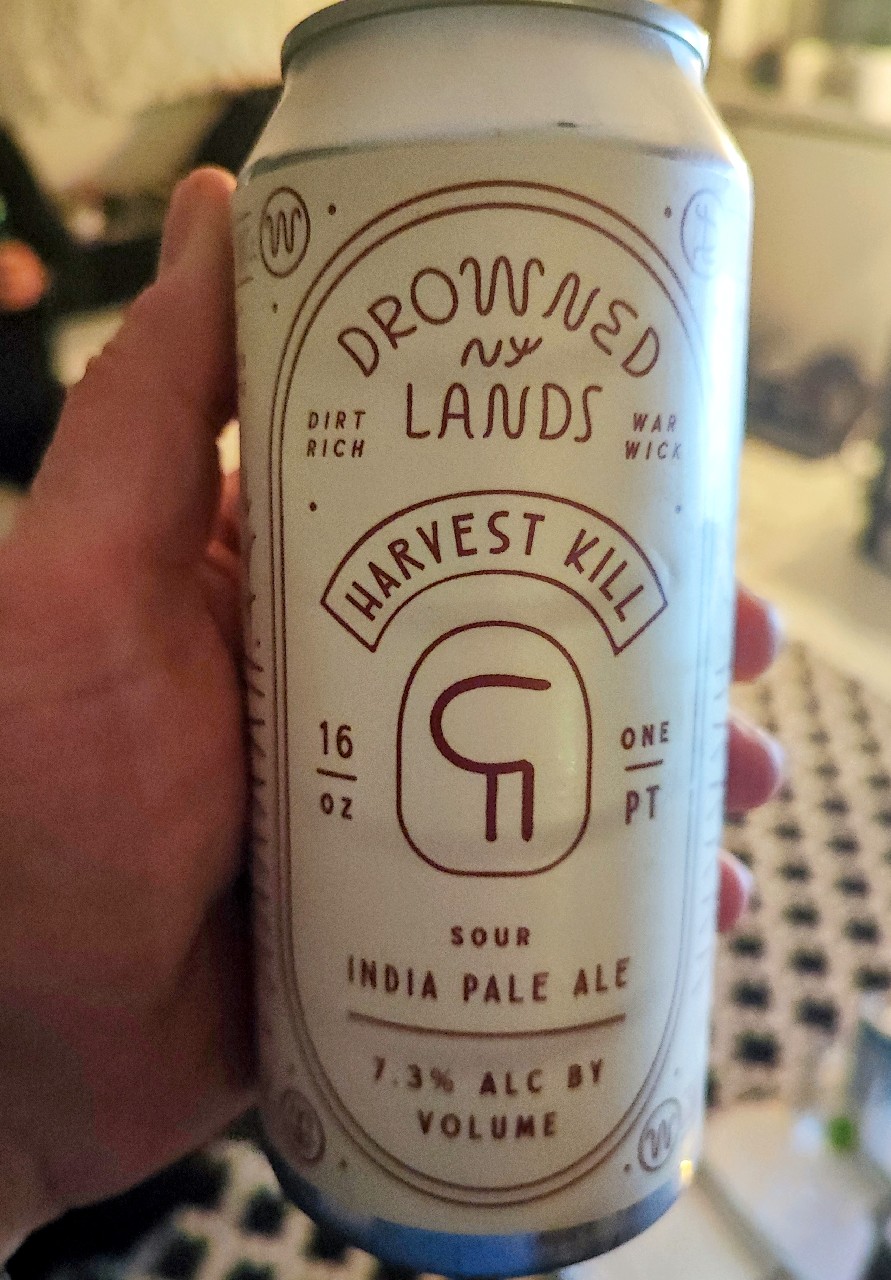 W
DROWNED
NY
LANDS
DIRT
RICH
WAR
WICK
HARVEST KILL
16
OZ
ONE
PT
SOUR
INDIA PALE ALE
7.3% ALC BY
VOLUME
W